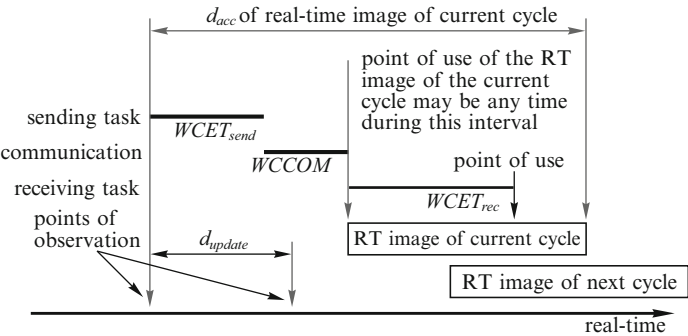 d_acc of real-time image of current cycle
point of use of the RT
image of the current
cycle may be any time
during this interval
sending task
WCET_send
communication
WCCOM
point of use
receiving task
WCET_rec
points of
observation
d_update
RT image of current cycle
RT image of next cycle
real-time